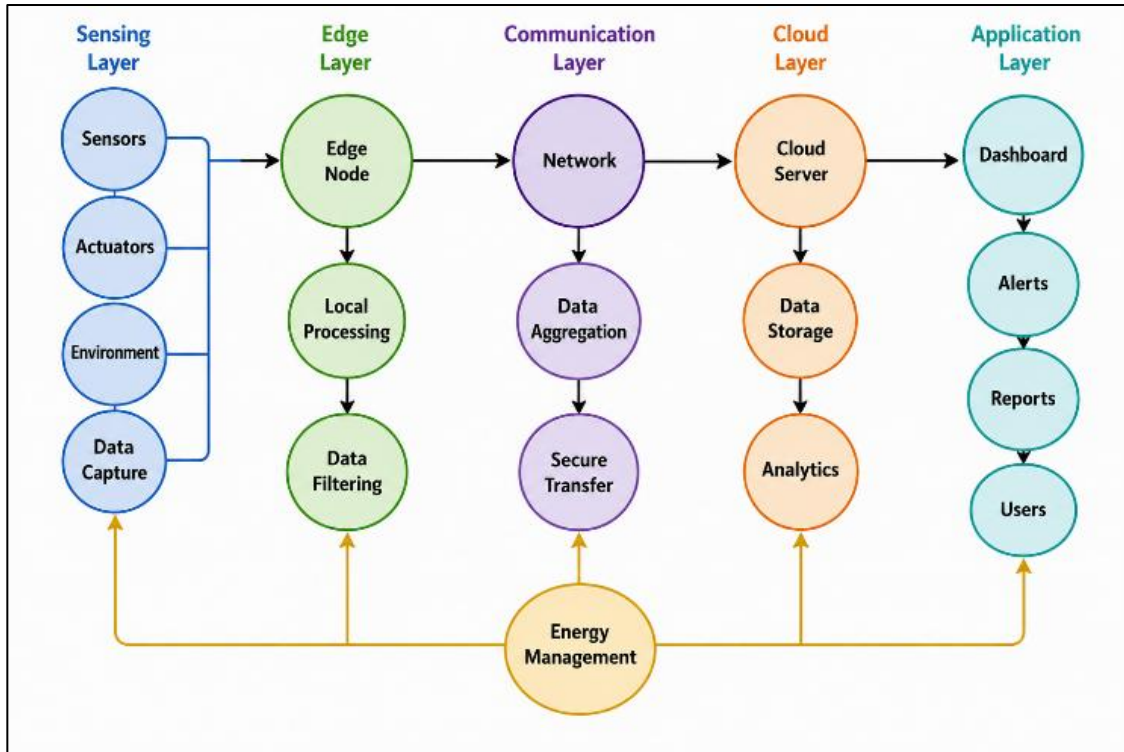 Sensing
Layer
Edge
Layer
Communication
Layer
Cloud
Layer
Application
Layer
Sensors
Actuators
Environment
Data
Capture
Edge
Node
Local
Processing
Data
Filtering
Network
Data
Aggregation
Secure
Transfer
Cloud
Server
Data
Storage
Analytics
Dashboard
Alerts
Reports
Users
Energy
Management